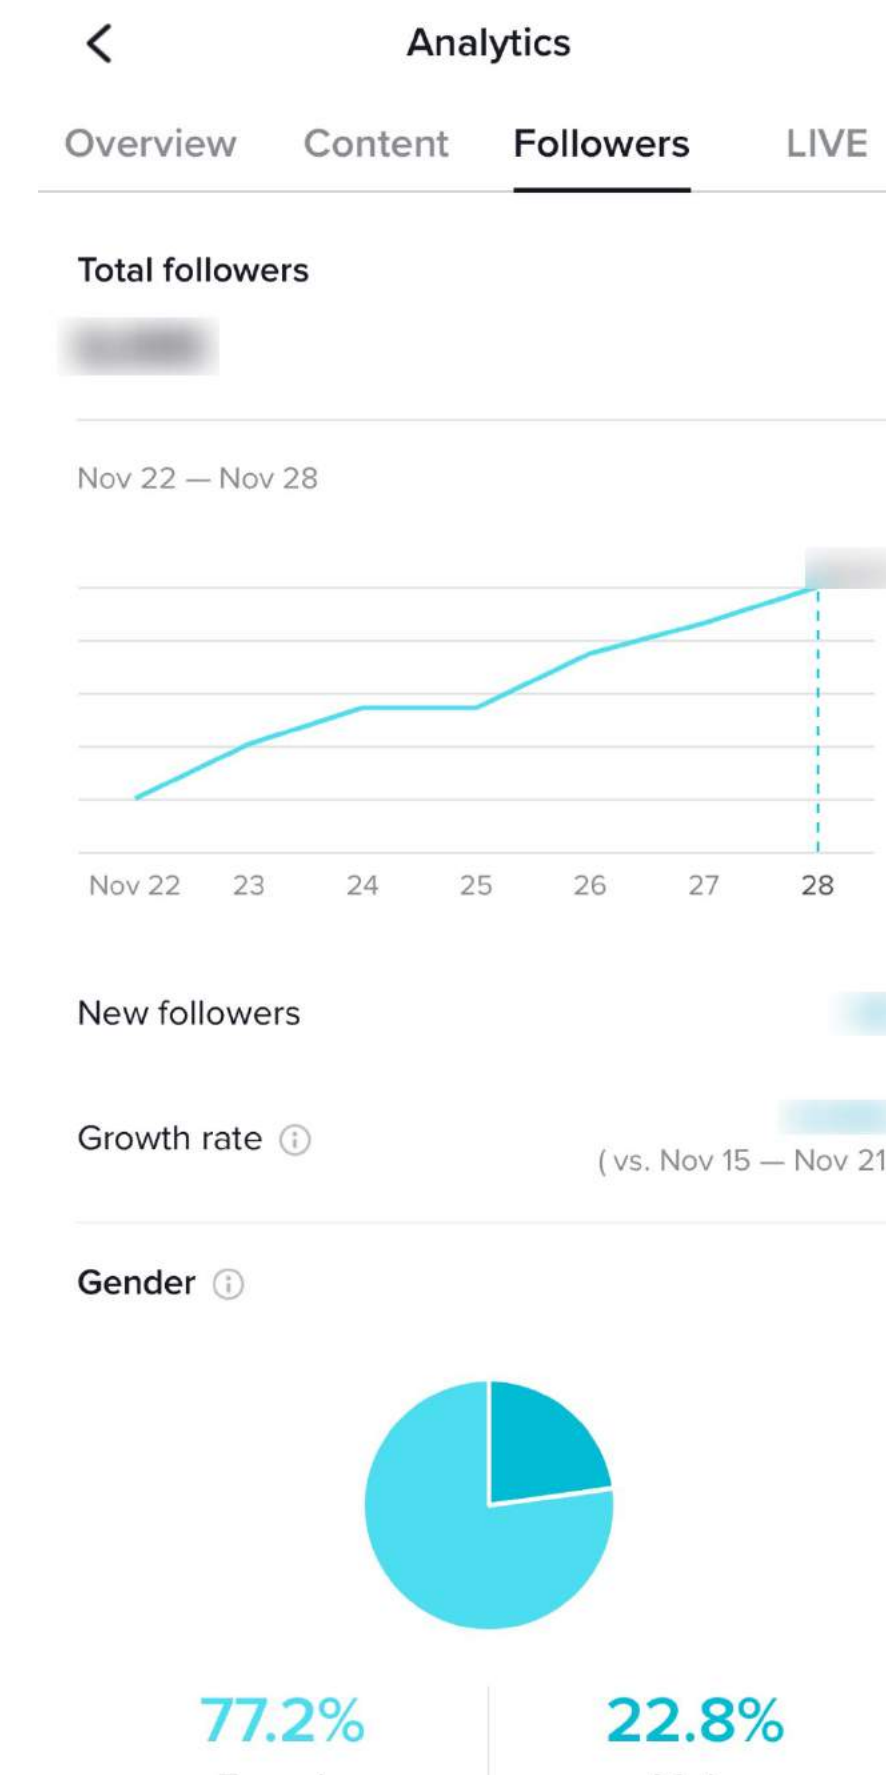 Analytics
Overview Content Followers LIVE
Total followers
Nov 22 — Nov 28
Nov 22 23 24 25 26 27 28
New followers
Growth rate
( vs. Nov 15 — Nov 21
Gender
77.2% 22.8%